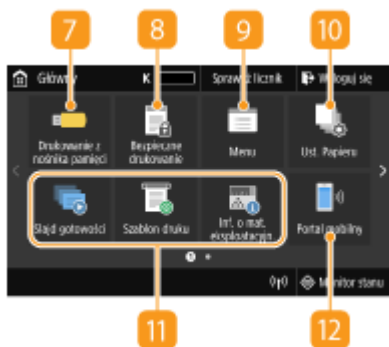 7 8 9 10
Główny K Sprawdź licznik Wyloguj się
Drukowanie z
nośnika pamięci
Bezpieczne
drukowanie
Menu
Ust. Papieru
Slajd gotowości
Szablon druku
Inf. o mat.
eksploatacyjn.
Portal mobilny
Monitor stanu
11 12